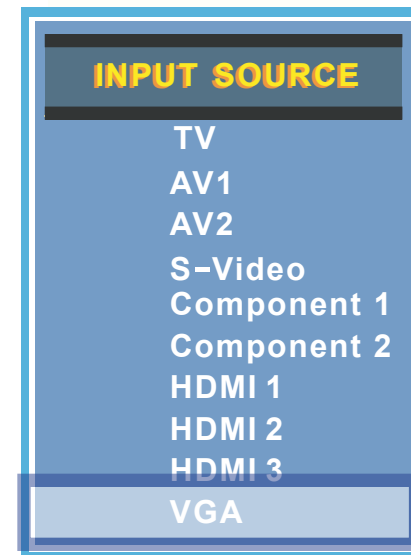 INPUT SOURCE
TV
AV1
AV2
S-Video
Component 1
Component 2
HDMI 1
HDMI 2
HDMI 3
VGA